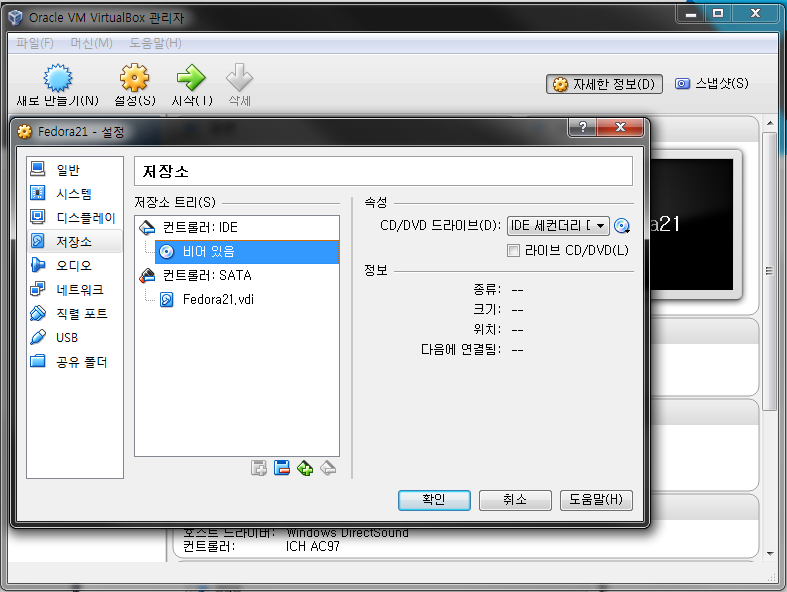 Oracle VM VirtualBox 관리자
파일(F) 머신(M) 도움말(H)
새로 만들기(N) 설정(S) 시작(T) 삭제
자세한 정보(D) 스냅샷(S)
Fedora21 - 설정
?
일반
시스템
디스플레이
저장소
오디오
네트워크
직렬 포트
USB
공유 폴더
저장소
저장소 트리(S)
컨트롤러: IDE
비어 있음
컨트롤러: SATA
Fedora21.vdi
속성
CD/DVD 드라이브(D): IDE 세컨더리
라이브 CD/DVD(L)
정보
종류: --
크기: --
위치: --
다음에 연결됨: --
확인 취소 도움말(H)
a21
호스트 드라이버: Windows DirectSound
컨트롤러: ICH AC97